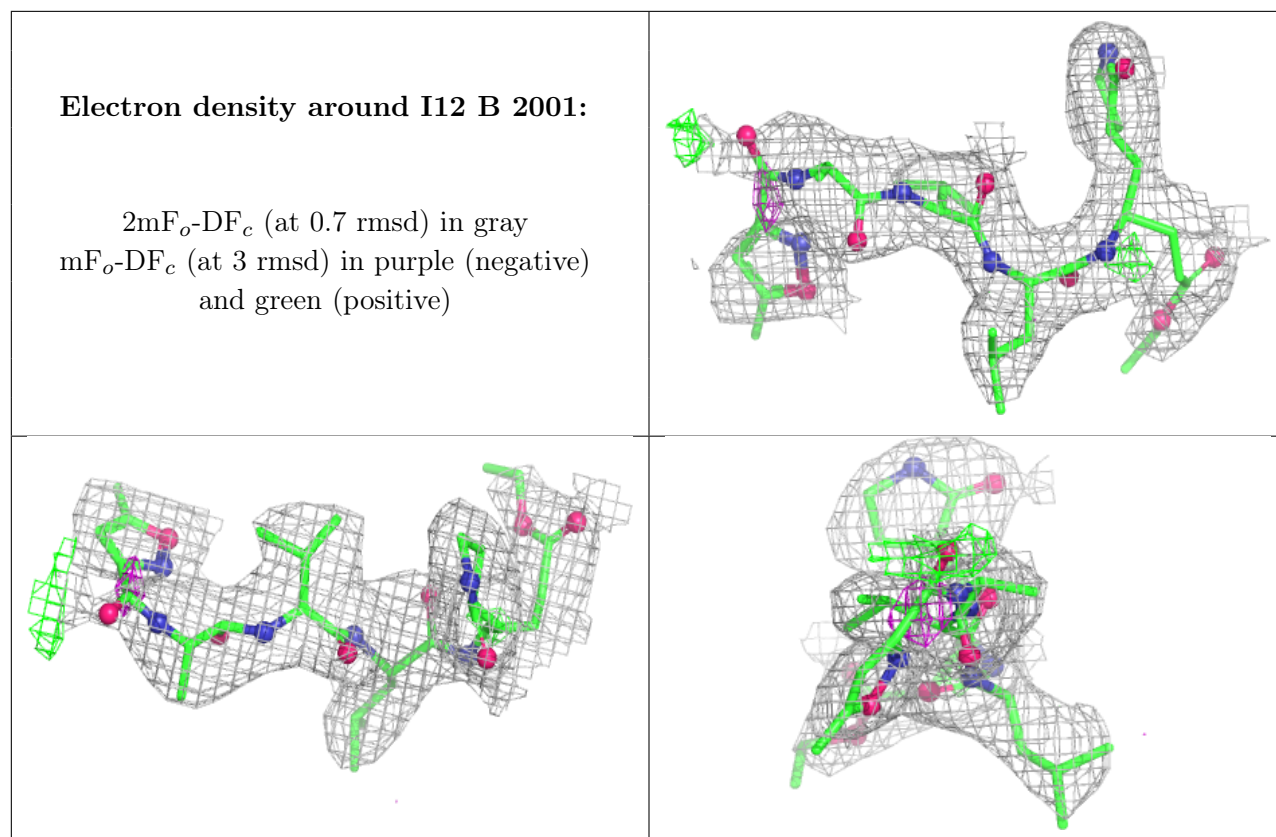 Electron density around I12 B 2001:
2mFₒ-DF𝒸 (at 0.7 rmsd) in gray
mFₒ-DF𝒸 (at 3 rmsd) in purple (negative)
and green (positive)